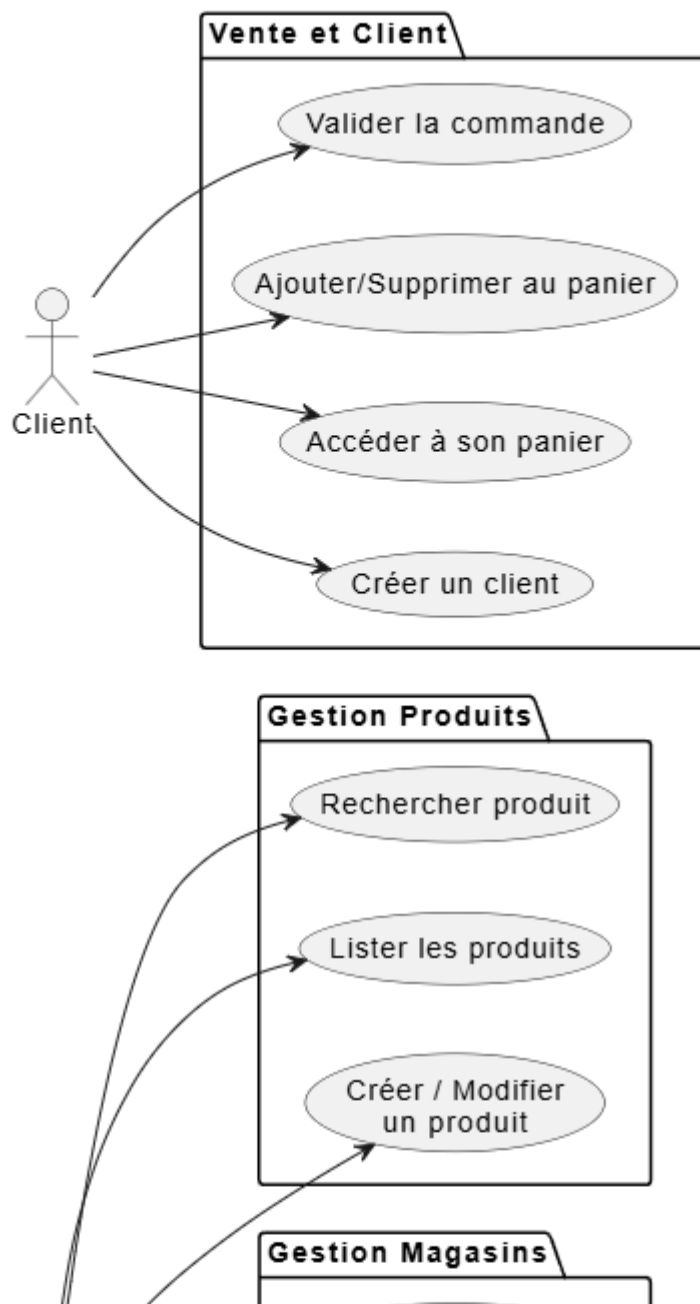 Vente et Client
Valider la commande
Ajouter/Supprimer au panier
Client
Accéder à son panier
Créer un client
Gestion Produits
Rechercher produit
Lister les produits
Créer / Modifier
un produit
Gestion Magasins